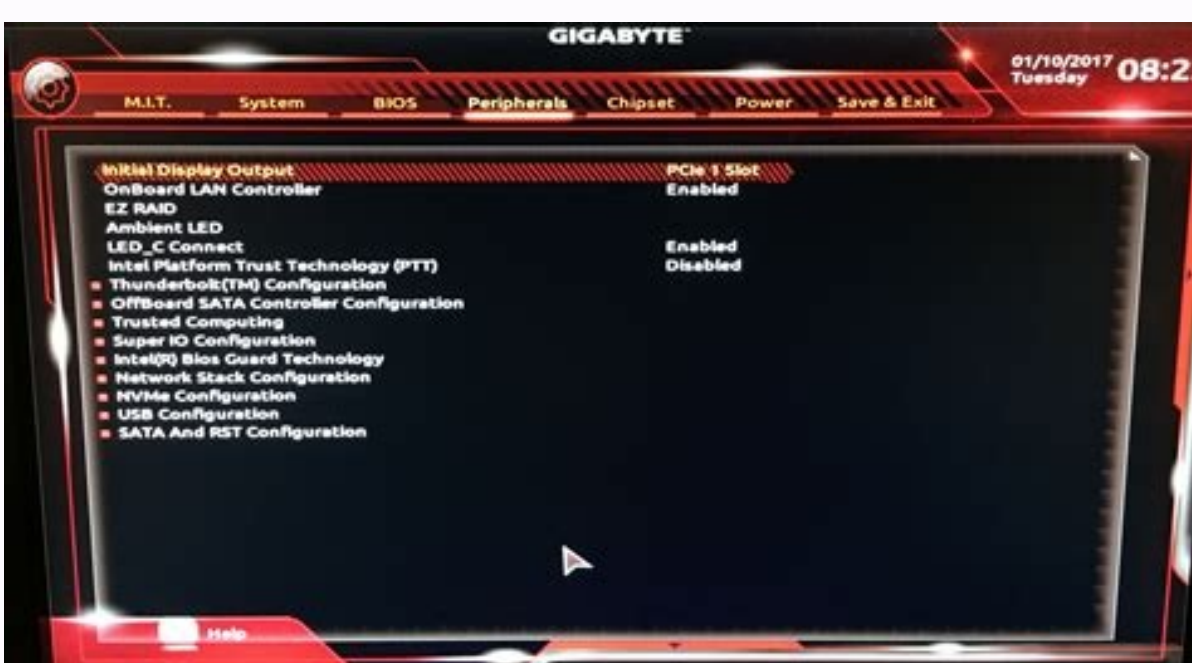 GIGABYTE™
01/10/2017
Tuesday 08:2
M.I.T. System BIOS Peripherals Chipset Power Save & Exit
Initial Display Output PCIe 1 Slot
OnBoard LAN Controller Enabled
EZ RAID
Ambient LED
LED_C Connect Enabled
Intel Platform Trust Technology (PTT) Disabled
Thunderbolt(TM) Configuration
OffBoard SATA Controller Configuration
Trusted Computing
Super IO Configuration
Intel(R) Bios Guard Technology
Network Stack Configuration
NVMe Configuration
USB Configuration
SATA And RST Configuration
Help